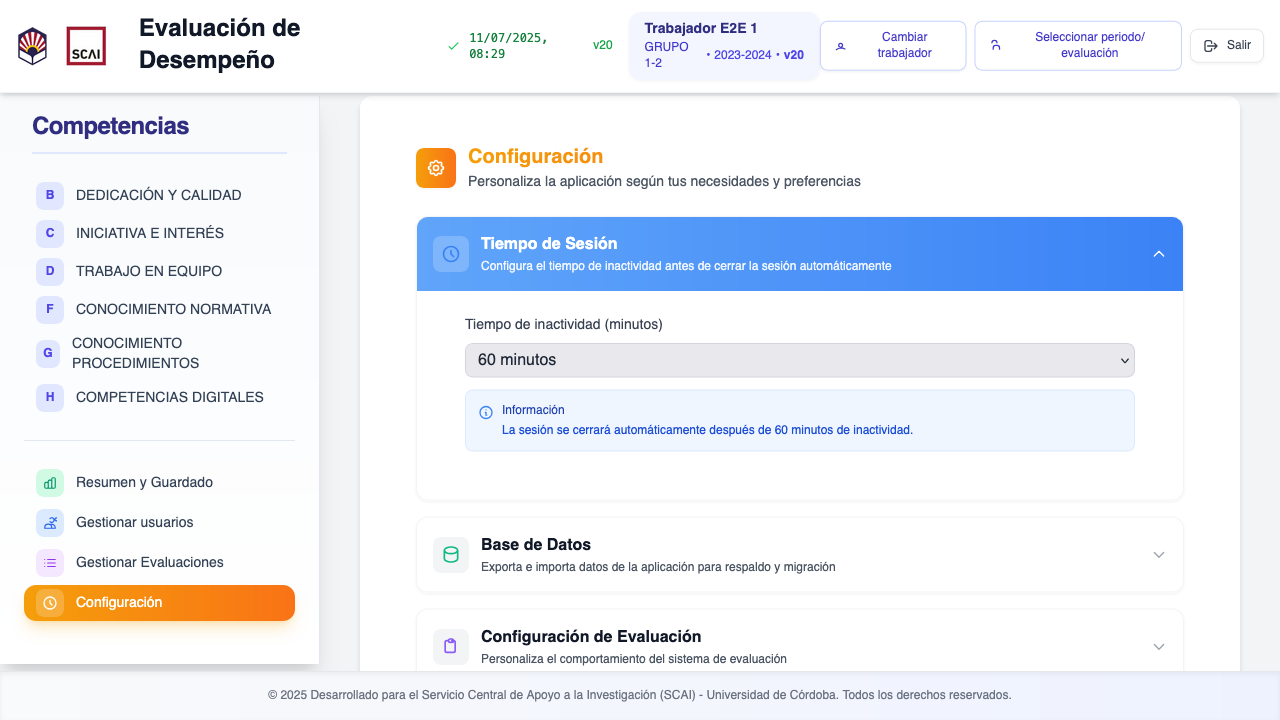 SCAI
Evaluación de
Desempeño
11/07/2025,
08:29
v20
Trabajador E2E 1
GRUPO
1-2
• 2023-2024 • v20
Cambiar
trabajador
Seleccionar periodo/
evaluación
Salir
Competencias
B DEDICACIÓN Y CALIDAD
C INICIATIVA E INTERÉS
D TRABAJO EN EQUIPO
F CONOCIMIENTO NORMATIVA
G CONOCIMIENTO
PROCEDIMIENTOS
H COMPETENCIAS DIGITALES
Resumen y Guardado
Gestionar usuarios
Gestionar Evaluaciones
Configuración
Configuración
Personaliza la aplicación según tus necesidades y preferencias
Tiempo de Sesión
Configura el tiempo de inactividad antes de cerrar la sesión automáticamente
Tiempo de inactividad (minutos)
60 minutos
Información
La sesión se cerrará automáticamente después de 60 minutos de inactividad.
Base de Datos
Exporta e importa datos de la aplicación para respaldo y migración
Configuración de Evaluación
Personaliza el comportamiento del sistema de evaluación
© 2025 Desarrollado para el Servicio Central de Apoyo a la Investigación (SCAI) - Universidad de Córdoba. Todos los derechos reservados.